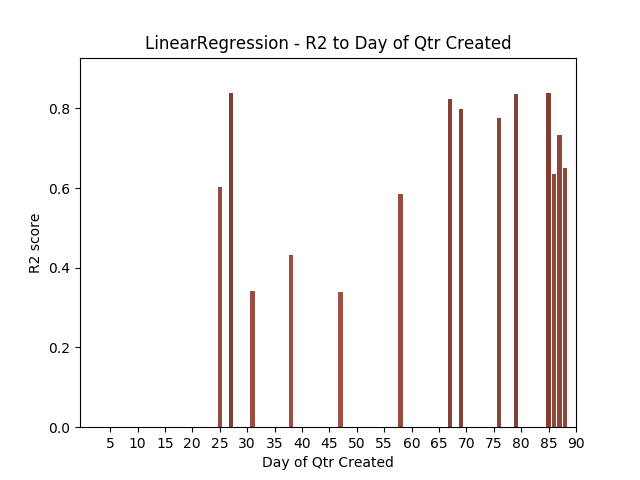 LinearRegression - R2 to Day of Qtr Created
R2 score
0.8
0.6
0.4
0.2
0.0
5 10 15 20 25 30 35 40 45 50 55 60 65 70 75 80 85 90
Day of Qtr Created